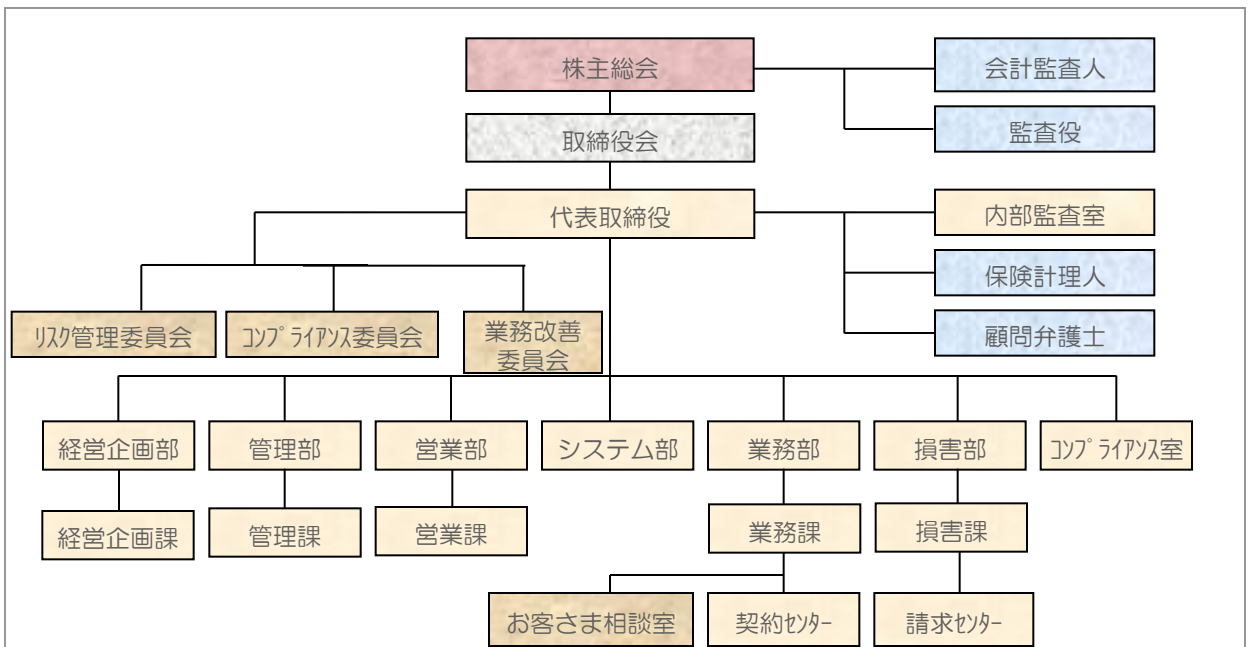 株主総会
会計監査人
監査役
取締役会
代表取締役
内部監査室
保険計理人
顧問弁護士
ﾘｽｸ管理委員会
ｺﾝﾌﾟﾗｲｱﾝｽ委員会
業務改善
委員会
経営企画部
管理部
営業部
システム部
業務部
損害部
ｺﾝﾌﾟﾗｲｱﾝｽ室
経営企画課
管理課
営業課
業務課
損害課
お客さま相談室
契約ｾﾝﾀｰ
請求ｾﾝﾀｰ